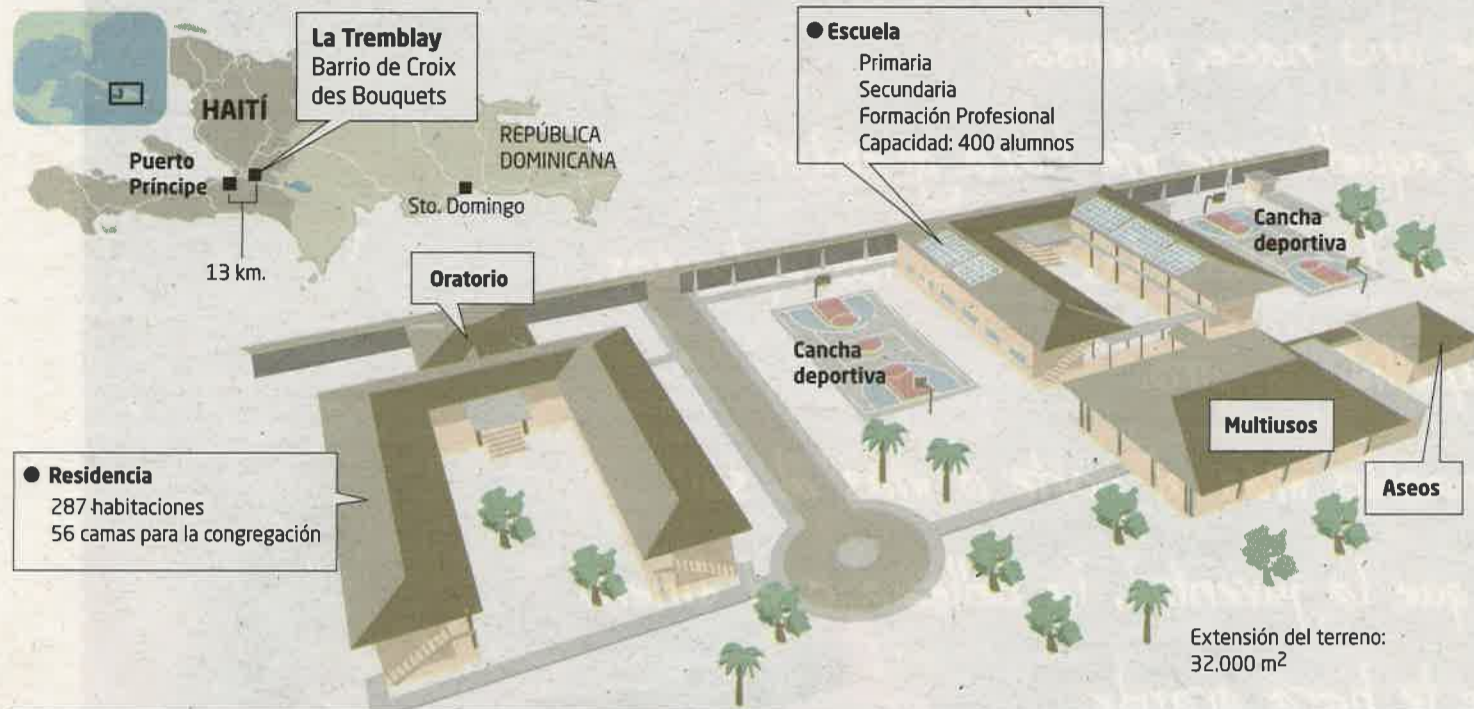 La Tremblay
Barrio de Croix
des Bouquets
HAITÍ
REPÚBLICA
DOMINICANA
Puerto
Príncipe
Sto. Domingo
13 km.
● Escuela
Primaria
Secundaria
Formación Profesional
Capacidad: 400 alumnos
Cancha
deportiva
Oratorio
Cancha
deportiva
Multiusos
Aseos
● Residencia
287 habitaciones
56 camas para la congregación
Extensión del terreno:
32.000 m²